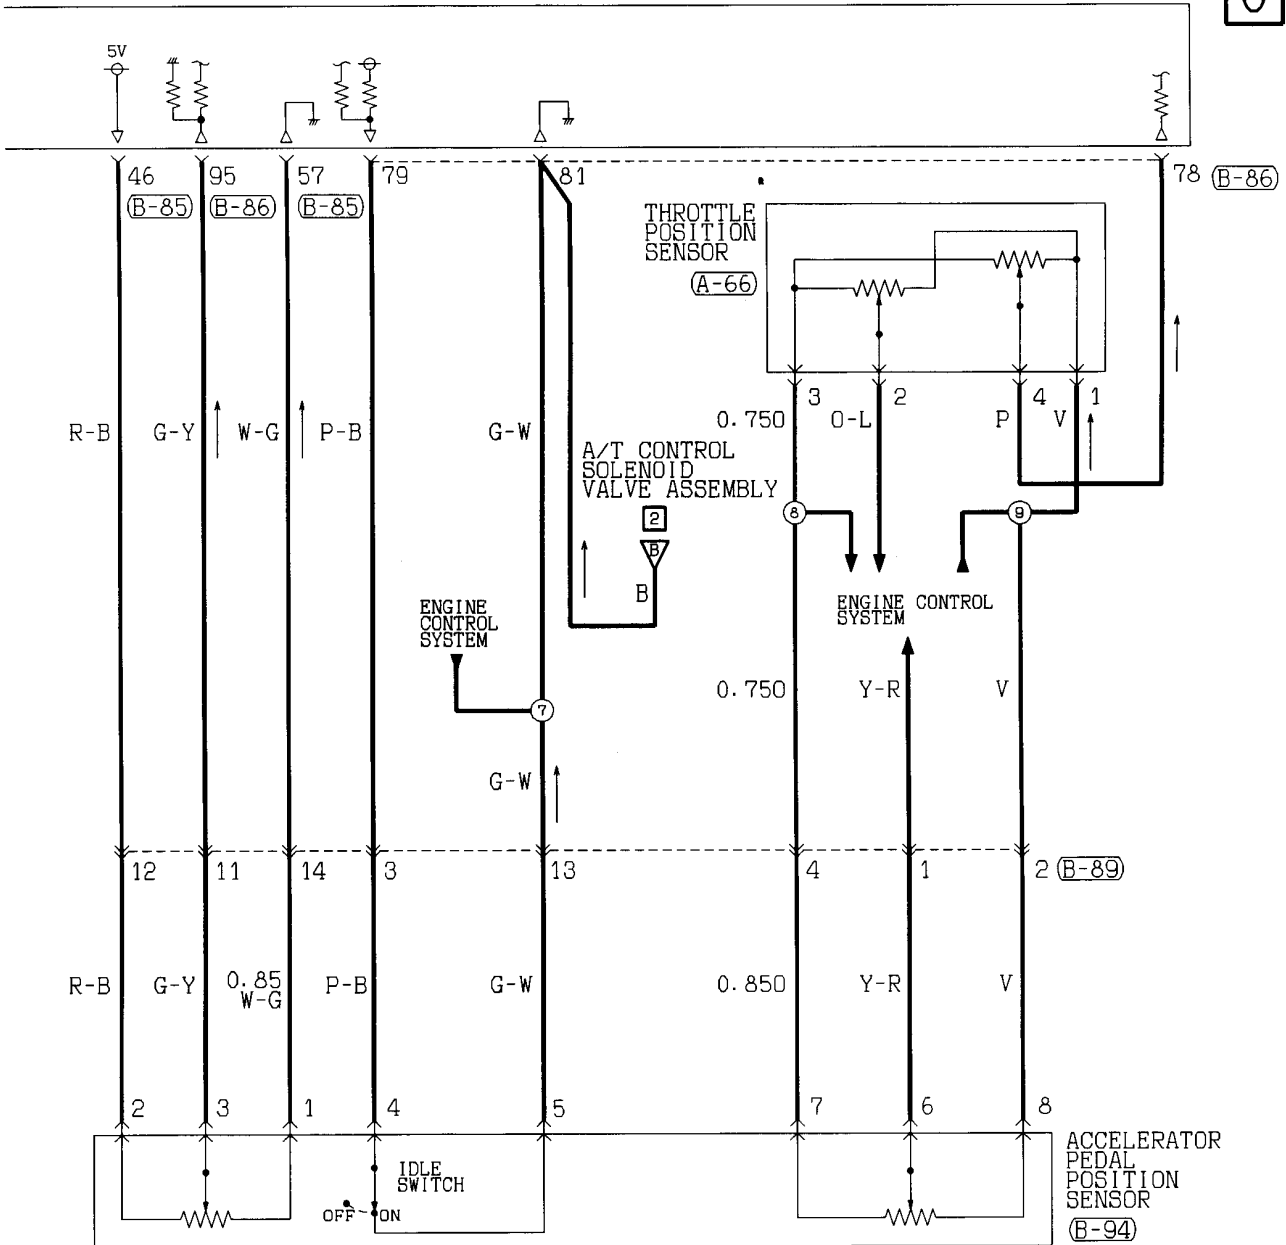 5V
46 95 57 79 81 78 (B-86)
(B-85) (B-86) (B-85)
THROTTLE
POSITION
SENSOR
(A-66)
3 2 4 1
R-B G-Y W-G P-B G-W 0.750 O-L P V
A/T CONTROL
SOLENOID
VALVE ASSEMBLY
2
B
B
8 9
ENGINE
CONTROL
SYSTEM
ENGINE CONTROL
SYSTEM
0.750 Y-R V
7
G-W
12 11 14 3 13 4 1 2 (B-89)
R-B G-Y 0.85 P-B G-W 0.850 Y-R V
W-G
2 3 1 4 5 7 6 8
IDLE
SWITCH
OFF ON
ACCELERATOR
PEDAL
POSITION
SENSOR
(B-94)